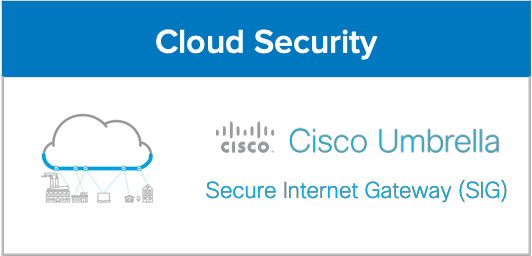 Cloud Security
CISCO. Cisco Umbrella
Secure Internet Gateway (SIG)